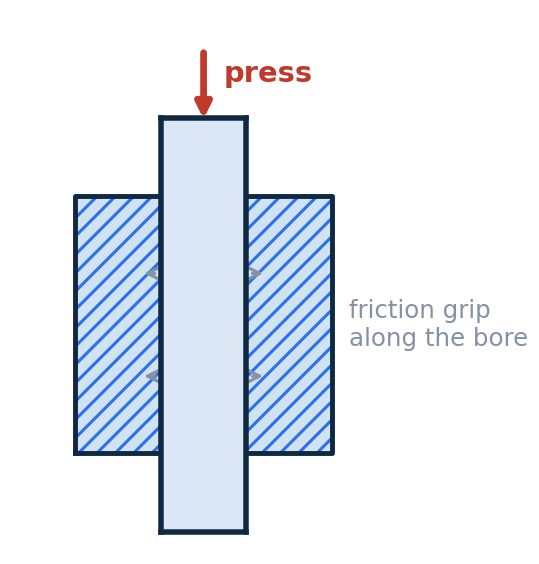 press
friction grip
along the bore